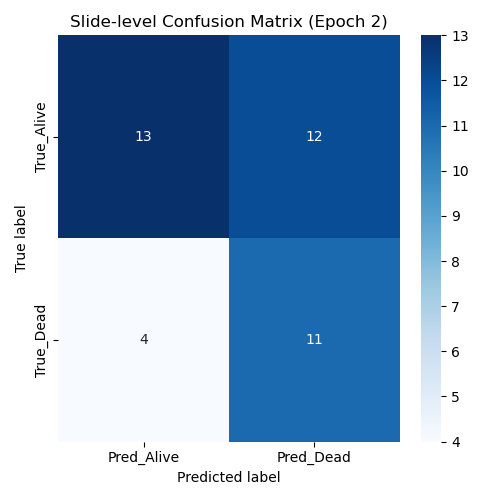 Slide-level Confusion Matrix (Epoch 2)
True label
True_Alive
True_Dead
13
12
4
11
Pred_Alive
Pred_Dead
Predicted label
13
12
11
10
9
8
7
6
5
4